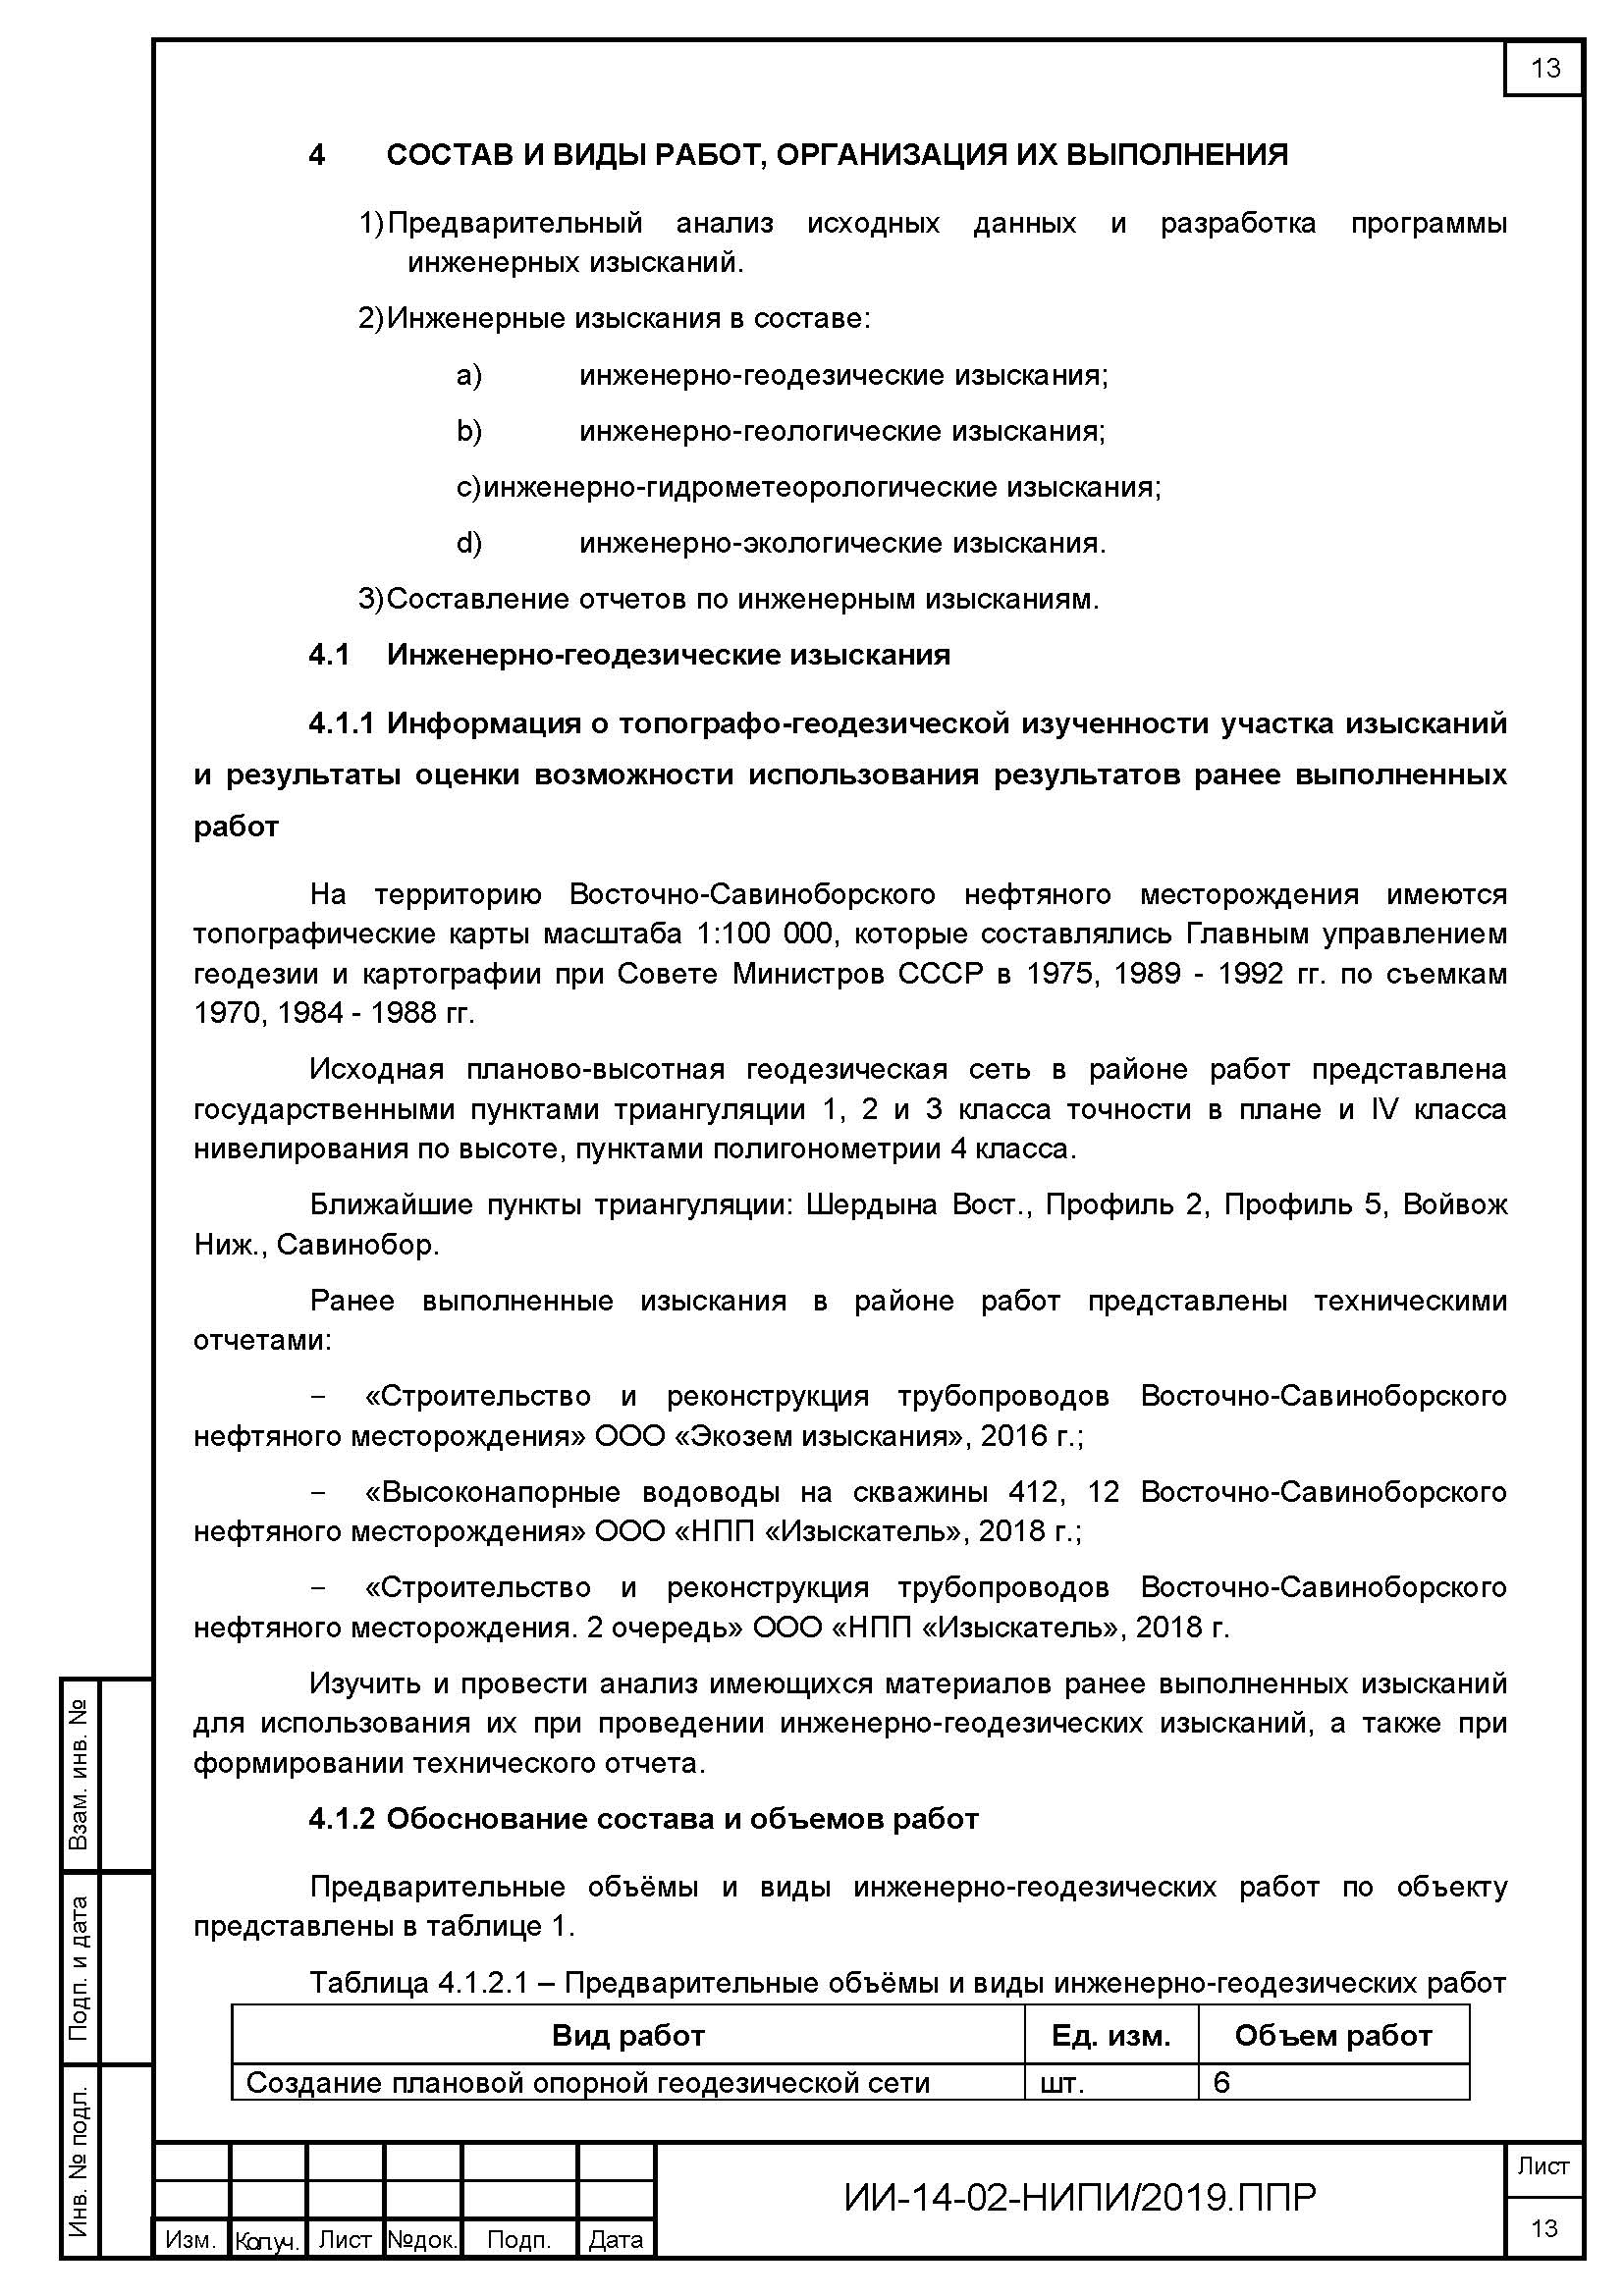 13
4 СОСТАВ И ВИДЫ РАБОТ, ОРГАНИЗАЦИЯ ИХ ВЫПОЛНЕНИЯ
1)Предварительный анализ исходных данных и разработка программы
инженерных изысканий.
2)Инженерные изыскания в составе:
a) инженерно-геодезические изыскания;
b) инженерно-геологические изыскания;
c)инженерно-гидрометеорологические изыскания;
d) инженерно-экологические изыскания.
3)Составление отчетов по инженерным изысканиям.
4.1 Инженерно-геодезические изыскания
4.1.1 Информация о топографо-геодезической изученности участка изысканий
и результаты оценки возможности использования результатов ранее выполненных
работ
На территорию Восточно-Савиноборского нефтяного месторождения имеются
топографические карты масштаба 1:100 000, которые составлялись Главным управлением
геодезии и картографии при Совете Министров СССР в 1975, 1989 - 1992 гг. по съемкам
1970, 1984 - 1988 гг.
Исходная планово-высотная геодезическая сеть в районе работ представлена
государственными пунктами триангуляции 1, 2 и 3 класса точности в плане и IV класса
нивелирования по высоте, пунктами полигонометрии 4 класса.
Ближайшие пункты триангуляции: Шердына Вост., Профиль 2, Профиль 5, Войвож
Ниж., Савинобор.
Ранее выполненные изыскания в районе работ представлены техническими
отчетами:
– «Строительство и реконструкция трубопроводов Восточно-Савиноборского
нефтяного месторождения» ООО «Экозем изыскания», 2016 г.;
– «Высоконапорные водоводы на скважины 412, 12 Восточно-Савиноборского
нефтяного месторождения» ООО «НПП «Изыскатель», 2018 г.;
– «Строительство и реконструкция трубопроводов Восточно-Савиноборского
нефтяного месторождения. 2 очередь» ООО «НПП «Изыскатель», 2018 г.
Изучить и провести анализ имеющихся материалов ранее выполненных изысканий
для использования их при проведении инженерно-геодезических изысканий, а также при
формировании технического отчета.
4.1.2 Обоснование состава и объемов работ
Предварительные объёмы и виды инженерно-геодезических работ по объекту
представлены в таблице 1.
Таблица 4.1.2.1 – Предварительные объёмы и виды инженерно-геодезических работ
Вид работ Ед. изм. Объем работ
Создание плановой опорной геодезической сети шт. 6
Взам. инв. №
Подп. и дата
Инв. № подл.
Изм. Кол.уч. Лист №док. Подп. Дата
ИИ-14-02-НИПИ/2019.ППР
Лист
13